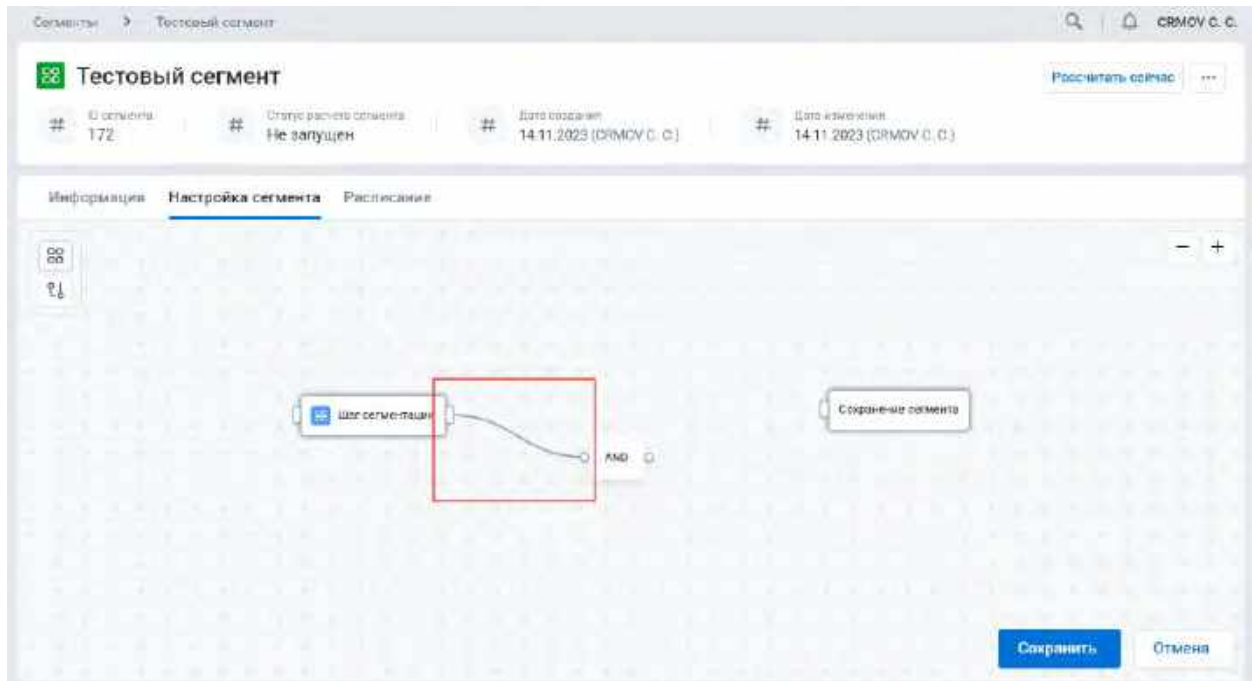 Сегменты > Тестовый сегмент
CRMOV C. C.
Тестовый сегмент
Рассчитать сейчас ...
# ID сегмента
172
# Статус расчета сегмента
Не запущен
# Дата создания
14.11.2023 (CRMOV C. C.)
# Дата изменения
14.11.2023 (CRMOV C. C.)
Информация Настройка сегмента Расписание
− +
Шаг сегментации
Сохранение сегмента
AND
Сохранить Отмена